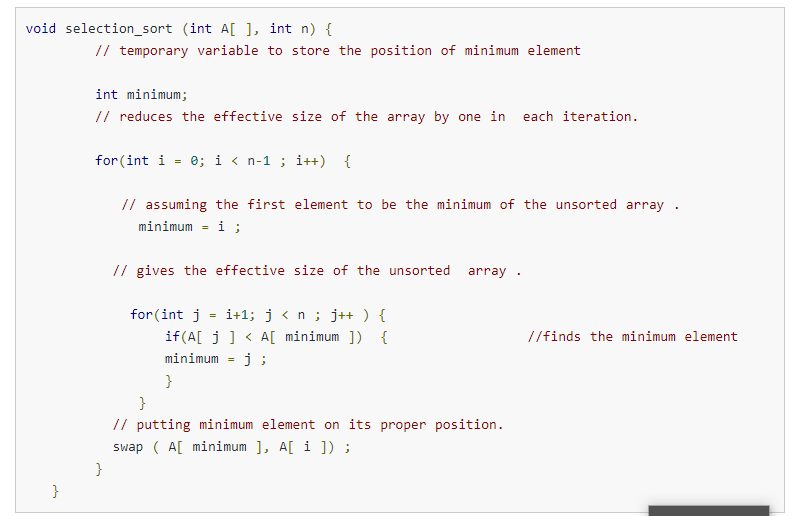 void selection_sort (int A[ ], int n) {
// temporary variable to store the position of minimum element
int minimum;
// reduces the effective size of the array by one in  each iteration.
for(int i = 0; i < n-1 ; i++)  {
// assuming the first element to be the minimum of the unsorted array .
minimum = i ;
// gives the effective size of the unsorted  array .
for(int j = i+1; j < n ; j++ ) {
if(A[ j ] < A[ minimum ])  {                //finds the minimum element
minimum = j ;
}
}
// putting minimum element on its proper position.
swap ( A[ minimum ], A[ i ]) ;
}
}